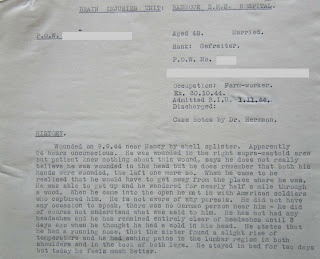 BRAIN INJURIES UNIT: BANGOUR E.M.S. HOSPITAL.
P.O.W.
Aged 42. Married.
Rank: Gefreiter.
P.O.W. No.
Occupation: Farm-worker.
Ex. 30.10.44.
Admitted B.I.U. 1.11.44.
Discharged:
Case notes by Dr. Herrmann.
HISTORY.
Wounded on 9.9.44 near Nancy by shell splinter. Apparently
24 hours unconscious. He was wounded in the right supra-mastoid area
but patient knew nothing about this wound, says he does not really
believe he was wounded in the head but he does remember that both his
hands were wounded, the left one more so. When he came to he
realised that he would have to get away from the place where he was.
He was able to get up and he wandered for nearly half a mile through
a wood. When he came into the open he met in with American soldiers
who captured him. He is not aware of any paresis. He did not have
any occasion to speak, there was no German person near him - he did
of course not understand what was said to him. He has not had any
headaches and he has remained entirely clear of headaches until 3
days ago when he thought he had a cold in his head. He states that
he had a running nose, that the sister found a slight rise of
temperature and he had aching pains in the lumbar region in both
shoulders and in the back of both legs. He stayed in bed for two days
but today he feels much better.